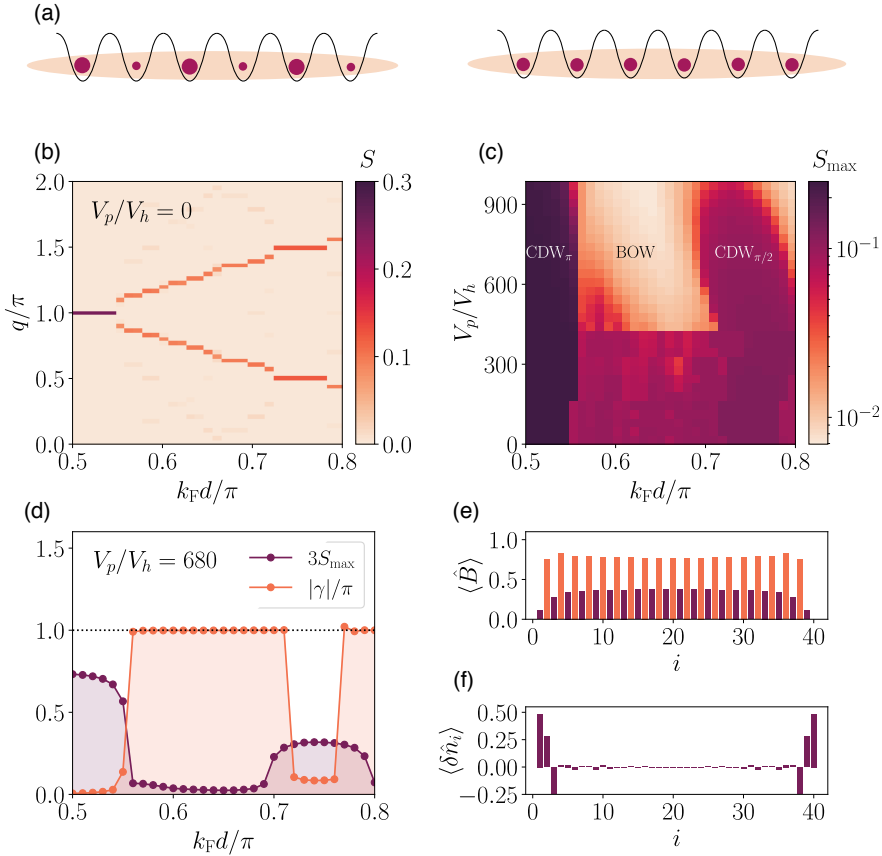 (a)
(b)
S
2.0
1.5
1.0
0.5
0.0
q/π
V_p/V_h = 0
0.5 0.6 0.7 0.8
k_F d/π
0.3
0.2
0.1
0.0
(c)
S_max
900
600
300
0
V_p/V_h
CDW_π
BOW
CDW_π/2
0.5 0.6 0.7 0.8
k_F d/π
10^−1
10^−2
(d)
1.5
1.0
0.5
0.0
V_p/V_h = 680
3S_max
|γ|/π
0.5 0.6 0.7 0.8
k_F d/π
(e)
1.0
0.5
0.0
⟨B̂⟩
0 10 20 30 40
i
(f)
0.50
0.25
0.00
−0.25
⟨δn̂_i⟩
0 10 20 30 40
i